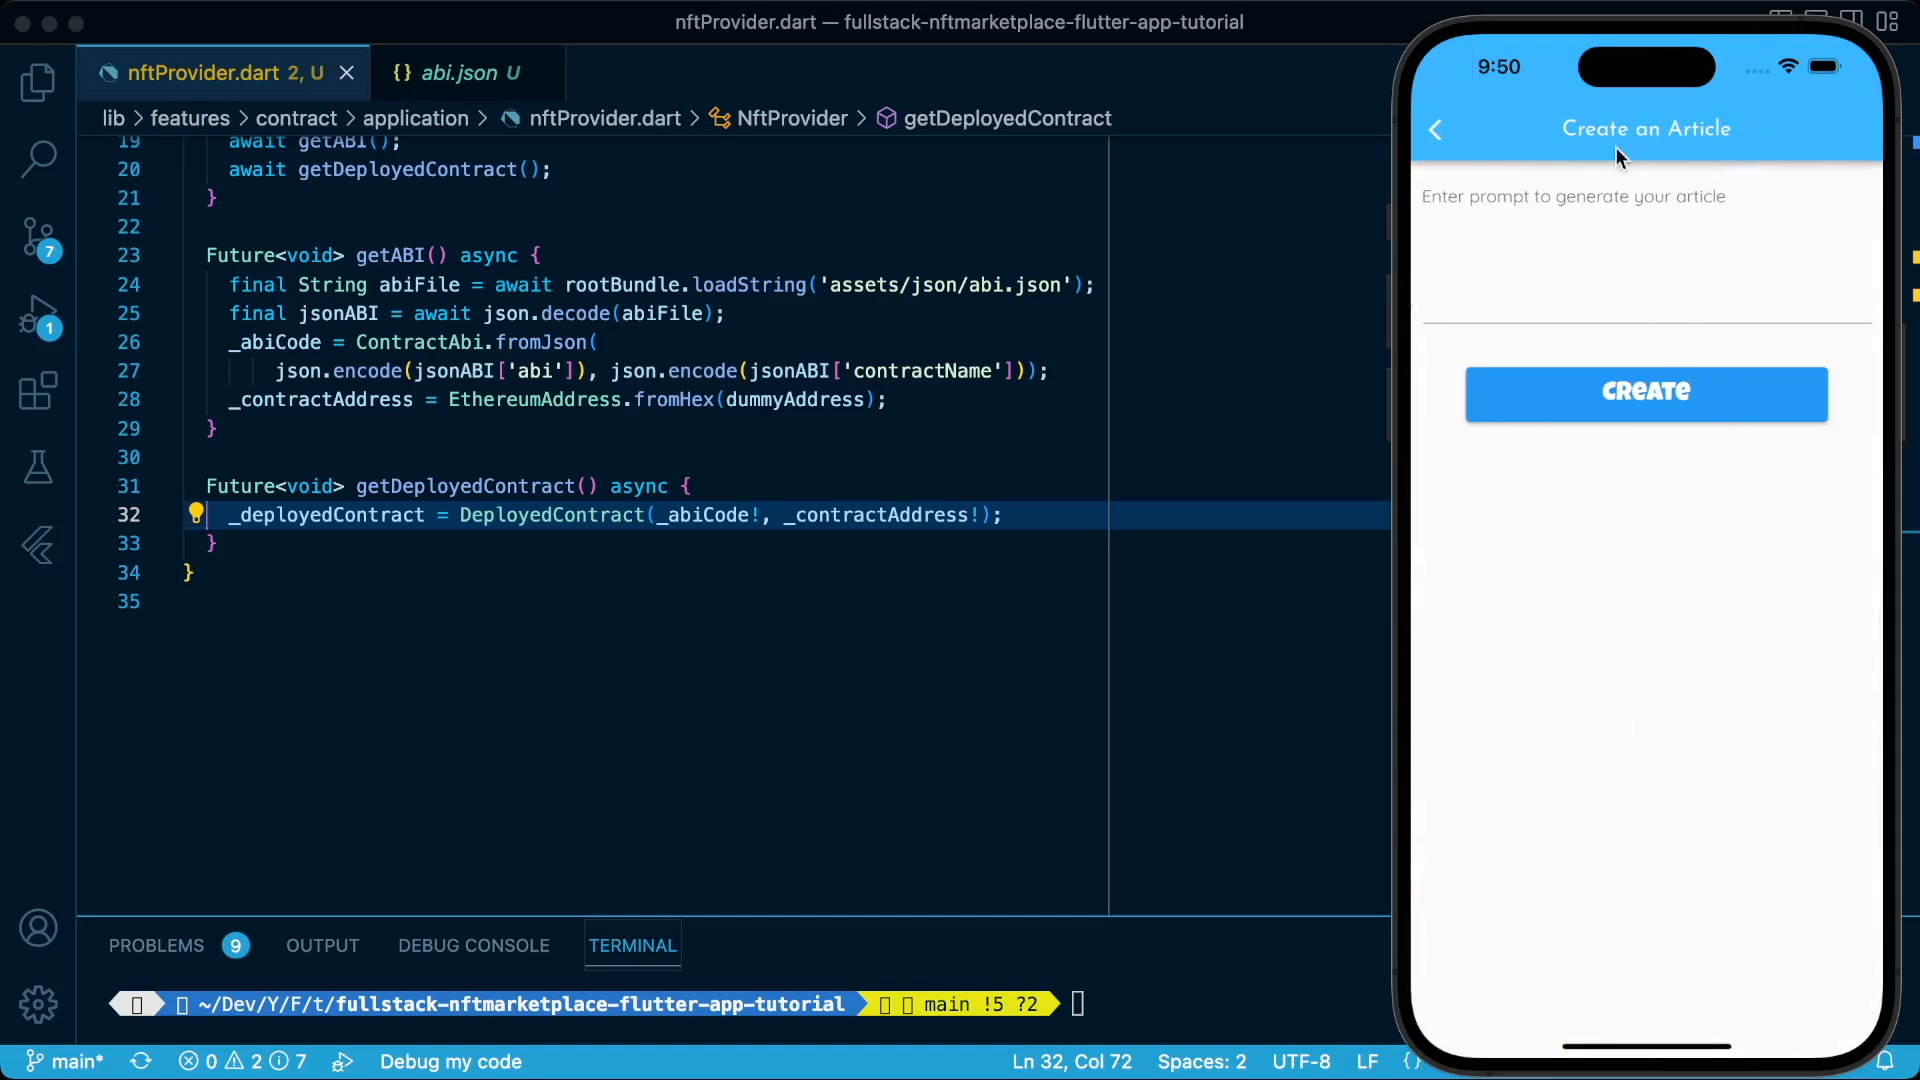 nftProvider.dart — fullstack-nftmarketplace-flutter-app-tutorial
nftProvider.dart 2, U
{} abi.json U
lib > features > contract > application > nftProvider.dart > NftProvider > getDeployedContract
19 await getABI();
20 await getDeployedContract();
21 }
22
23 Future<void> getABI() async {
24 final String abiFile = await rootBundle.loadString('assets/json/abi.json');
25 final jsonABI = await json.decode(abiFile);
26 _abiCode = ContractAbi.fromJson(
27 json.encode(jsonABI['abi']), json.encode(jsonABI['contractName']));
28 _contractAddress = EthereumAddress.fromHex(dummyAddress);
29 }
30
31 Future<void> getDeployedContract() async {
32 _deployedContract = DeployedContract(_abiCode!, _contractAddress!);
33 }
34 }
35
7
1
PROBLEMS 9 OUTPUT DEBUG CONSOLE TERMINAL
~/Dev/Y/F/t/fullstack-nftmarketplace-flutter-app-tutorial main !5 ?2
main* 0 2 7 Debug my code Ln 32, Col 72 Spaces: 2 UTF-8 LF {}
9:50
Create an Article
Enter prompt to generate your article
CREATE